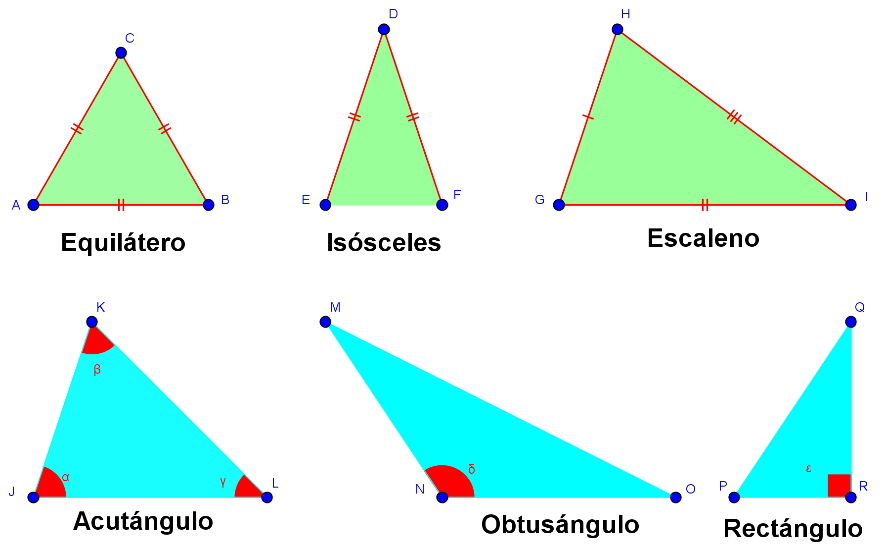 C
A
B
Equilátero
D
E
F
Isósceles
H
G
I
Escaleno
K
β
J
α
γ
L
Acutángulo
M
N
δ
O
Obtusángulo
Q
ε
P
R
Rectángulo